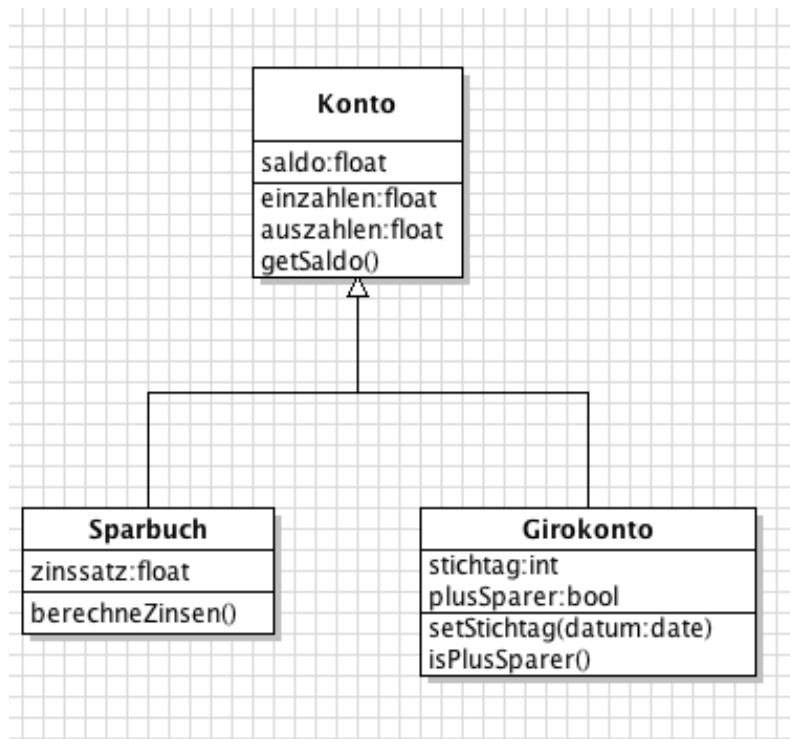 Konto
saldo:float
einzahlen:float
auszahlen:float
getSaldo()
Sparbuch
zinssatz:float
berechneZinsen()
Girokonto
stichtag:int
plusSparer:bool
setStichtag(datum:date)
isPlusSparer()